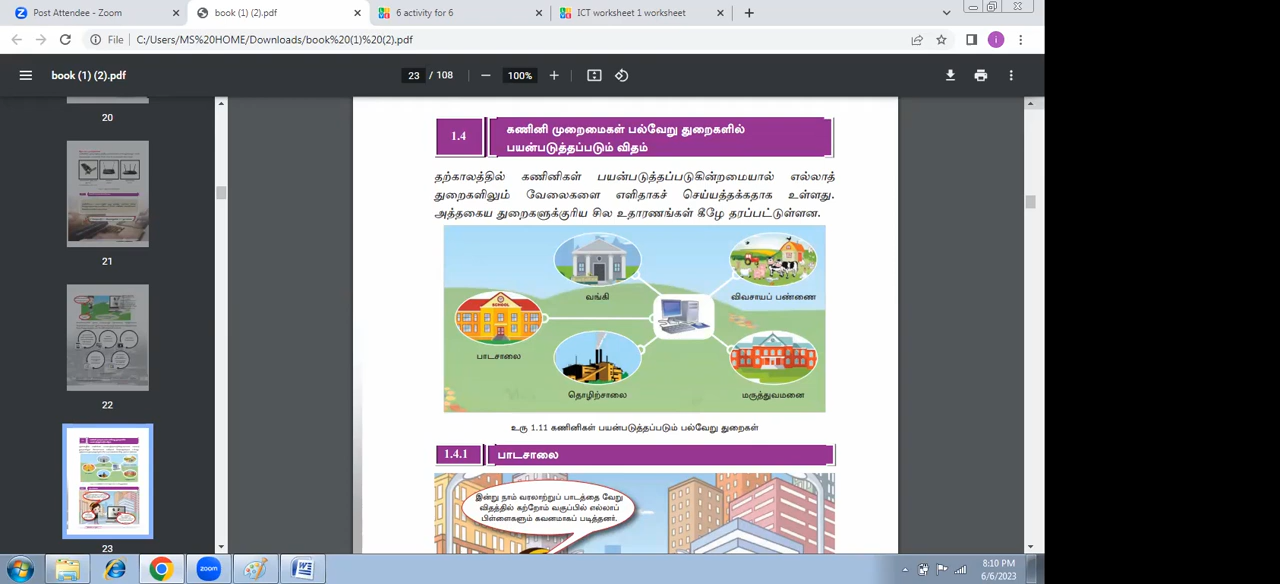 Post Attendee - Zoom
book (1) (2).pdf
6 activity for 6
ICT worksheet 1 worksheet
File
C:/Users/MS%20HOME/Downloads/book%20(1)%20(2).pdf
book (1) (2).pdf
23 / 108
100%
20
21
22
23
1.4
கணினி முறைமைகள் பல்வேறு துறைகளில்
பயன்படுத்தப்படும் விதம்
தற்காலத்தில் கணினிகள் பயன்படுத்தப்படுகின்றமையால் எல்லாத்
துறைகளிலும் வேலைகளை எளிதாகச் செய்யத்தக்கதாக உள்ளது.
அத்தகைய துறைகளுக்குரிய சில உதாரணங்கள் கீழே தரப்பட்டுள்ளன.
SCHOOL
வங்கி
விவசாயப் பண்ணை
பாடசாலை
தொழிற்சாலை
மருத்துவமனை
உரு 1.11 கணினிகள் பயன்படுத்தப்படும் பல்வேறு துறைகள்
1.4.1
பாடசாலை
இன்று நாம் வரலாற்றுப் பாடத்தை வேறு
விதத்தில் கற்றோம் வகுப்பில் எல்லாப்
பிள்ளைகளும் கவனமாகப் படித்தனர்.
zoom
8:10 PM
6/6/2023